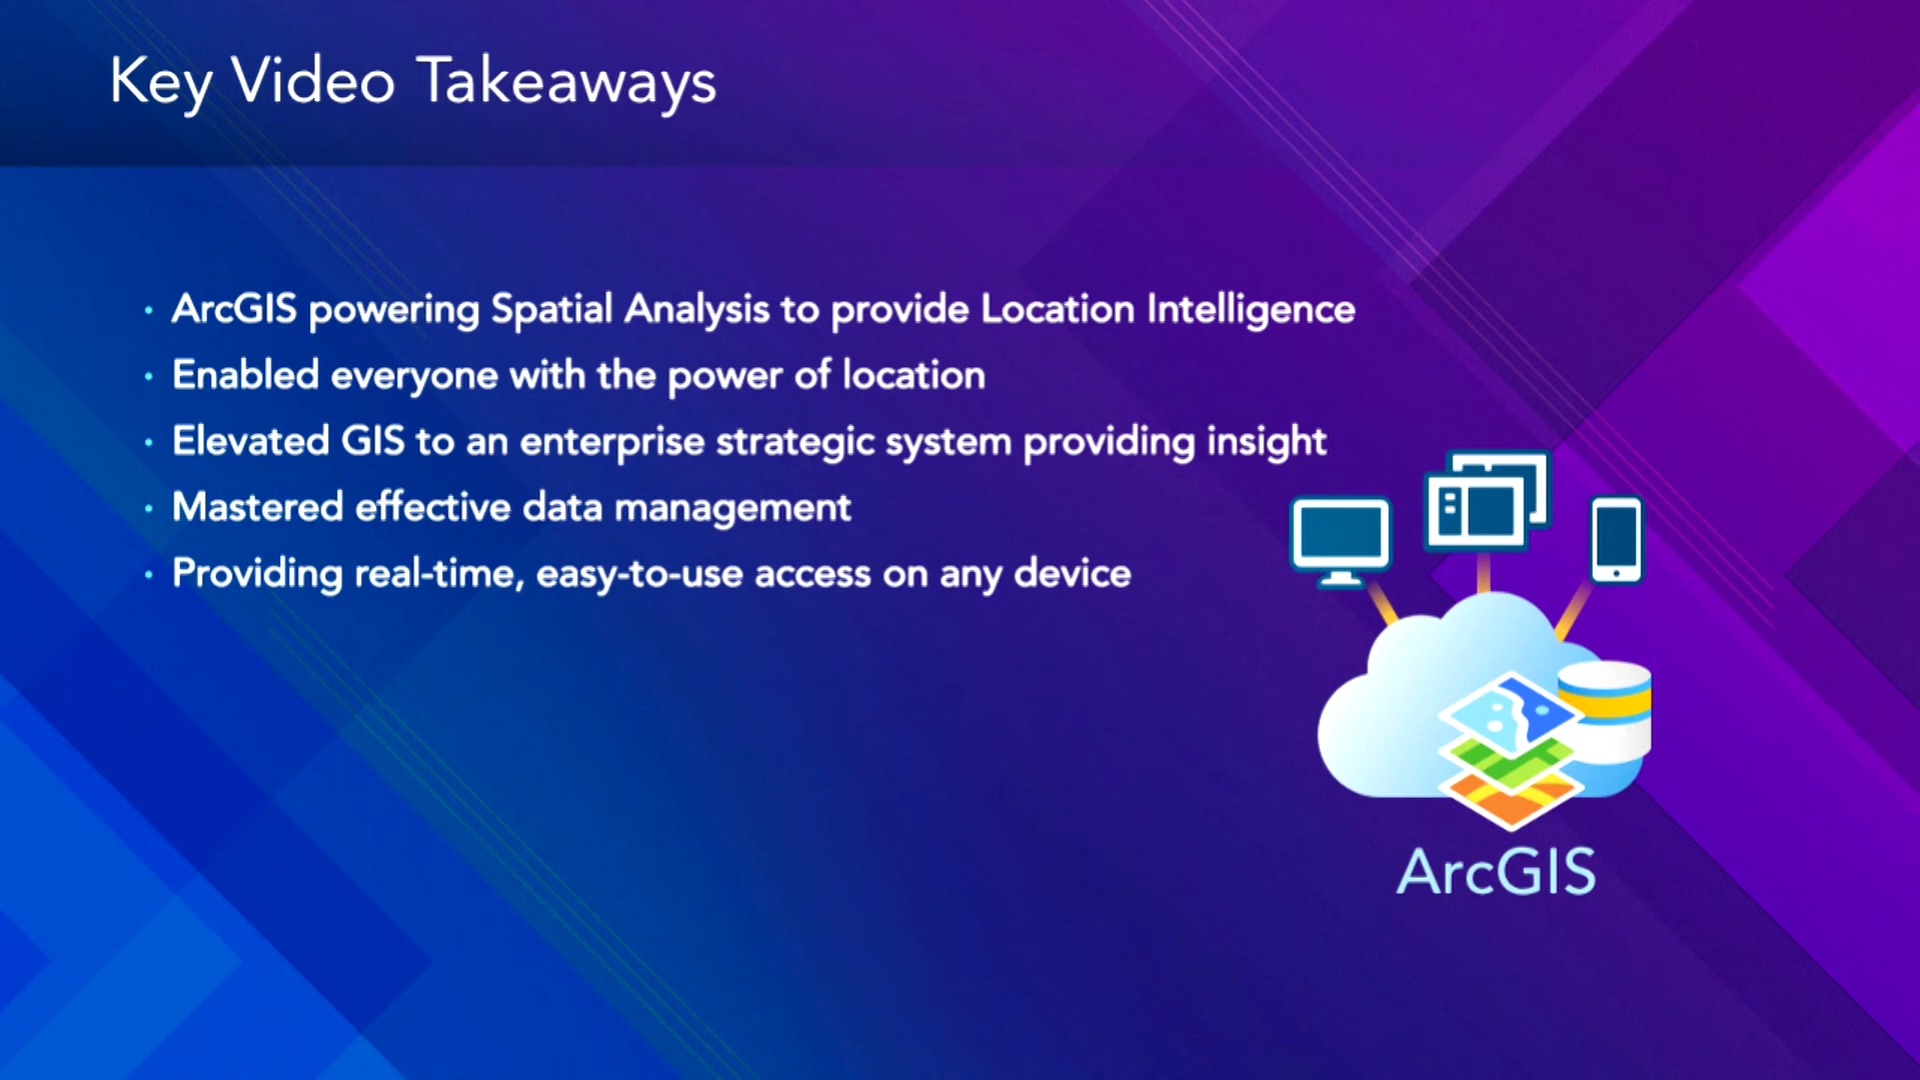 Key Video Takeaways
• ArcGIS powering Spatial Analysis to provide Location Intelligence
• Enabled everyone with the power of location
• Elevated GIS to an enterprise strategic system providing insight
• Mastered effective data management
• Providing real-time, easy-to-use access on any device
ArcGIS